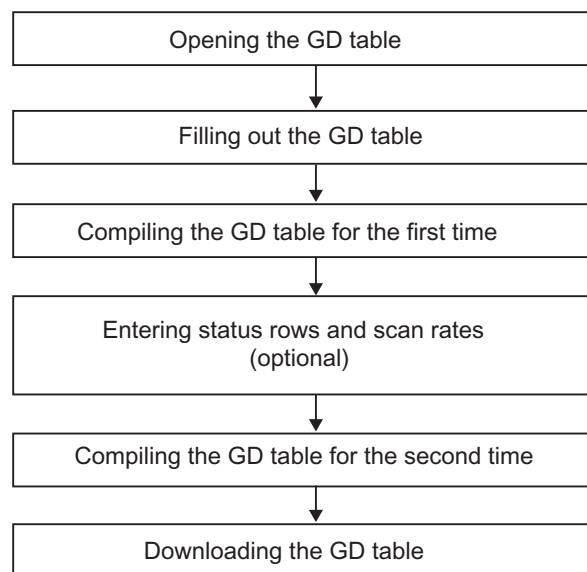 Opening the GD table
Filling out the GD table
Compiling the GD table for the first time
Entering status rows and scan rates
(optional)
Compiling the GD table for the second time
Downloading the GD table